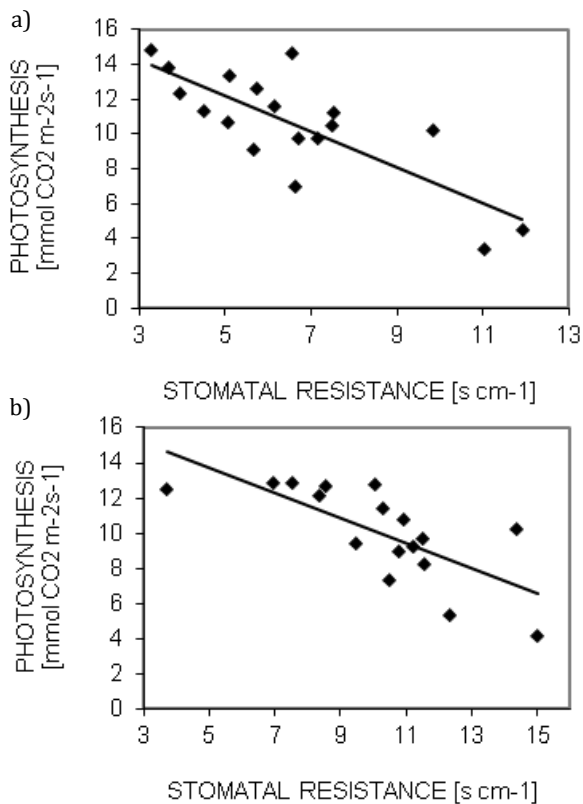 a)
PHOTOSYNTHESIS
[mmol CO2 m-2s-1]
16
14
12
10
8
6
4
2
0
3 5 7 9 11 13
STOMATAL RESISTANCE [s cm-1]
b)
PHOTOSYNTHESIS
[mmol CO2 m-2s-1]
16
14
12
10
8
6
4
2
0
3 5 7 9 11 13 15
STOMATAL RESISTANCE [s cm-1]